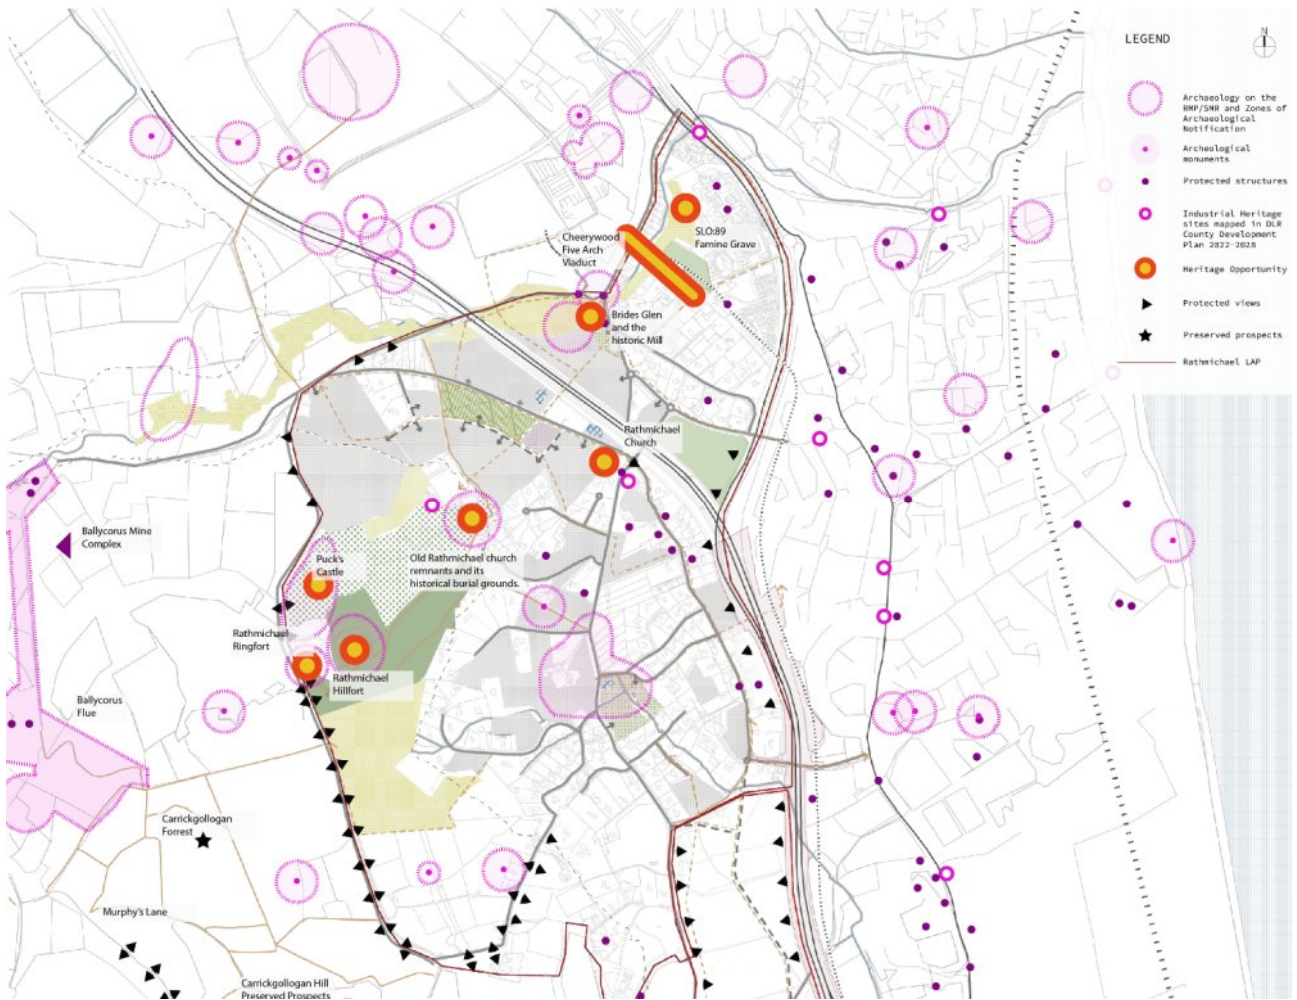 LEGEND
N
Archaeology on the
RMP/SMR and Zones of
Archaeological
Notification
Archeological
monuments
Protected structures
Industrial Heritage
sites mapped in DLR
County Development
Plan 2022-2028
Heritage Opportunity
Protected views
Preserved prospects
Rathmichael LAP
SLO:89
Famine Grave
Cheerywood
Five Arch
Viaduct
Brides Glen
and the
historic Mill
Rathmichael
Church
Ballycorus Mine
Complex
Puck's
Castle
Old Rathmichael church
remnants and its
historical burial grounds.
Rathmichael
Ringfort
Rathmichael
Hillfort
Ballycorus
Flue
Carrickgollogan
Forrest
Murphy's Lane
Carrickgollogan Hill
Preserved Prospects